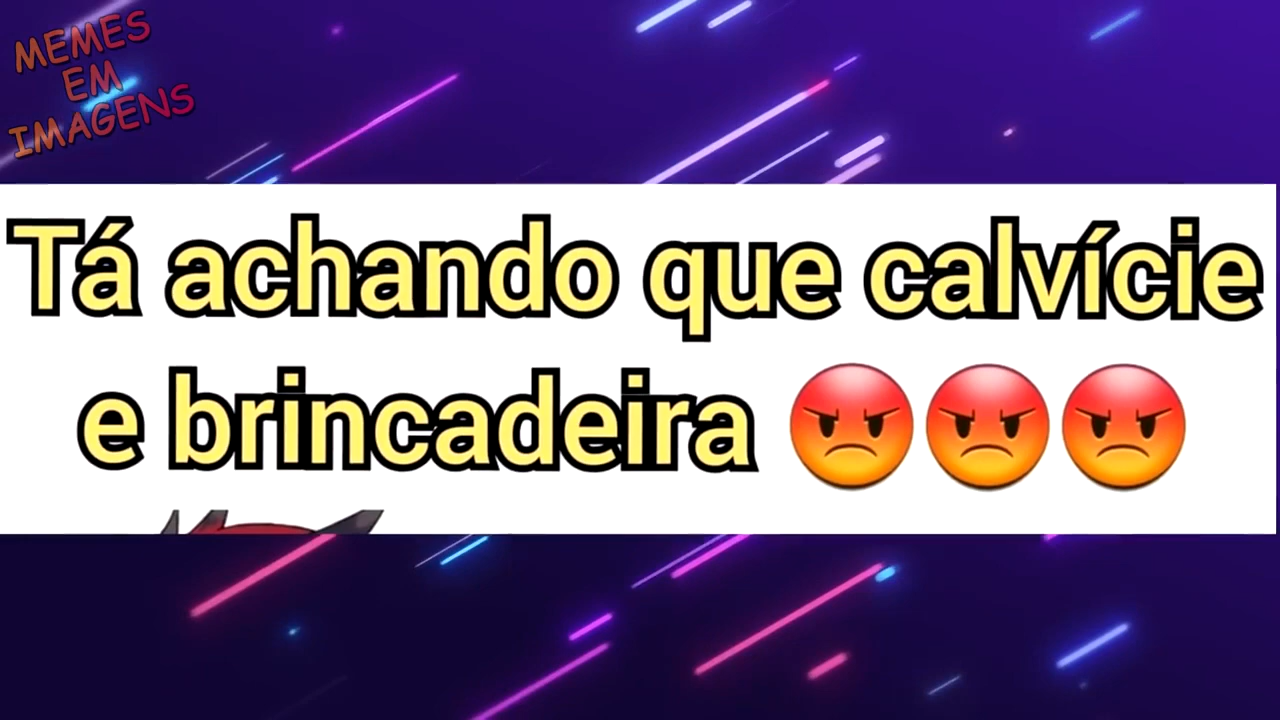 MEMES
EM
IMAGENS
Tá achando que calvície
e brincadeira 😡😡😡